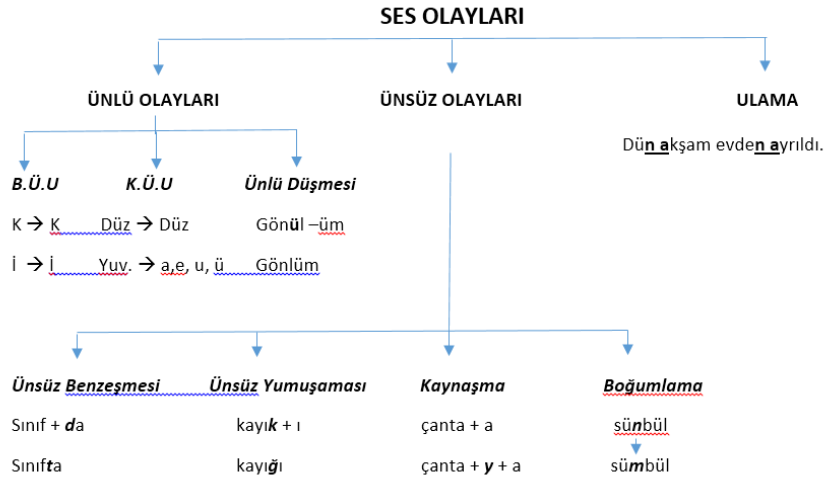 SES OLAYLARI
ÜNLÜ OLAYLARI ÜNSÜZ OLAYLARI ULAMA
Dün akşam evden ayrıldı.
B.Ü.U K.Ü.U Ünlü Düşmesi
K → K Düz → Düz Gönül –üm
İ → İ Yuv. → a,e, u, ü Gönlüm
Ünsüz Benzeşmesi Ünsüz Yumuşaması Kaynaşma Boğumlama
Sınıf + da kayık + ı çanta + a sünbül
Sınıfta kayığı çanta + y + a sümbül